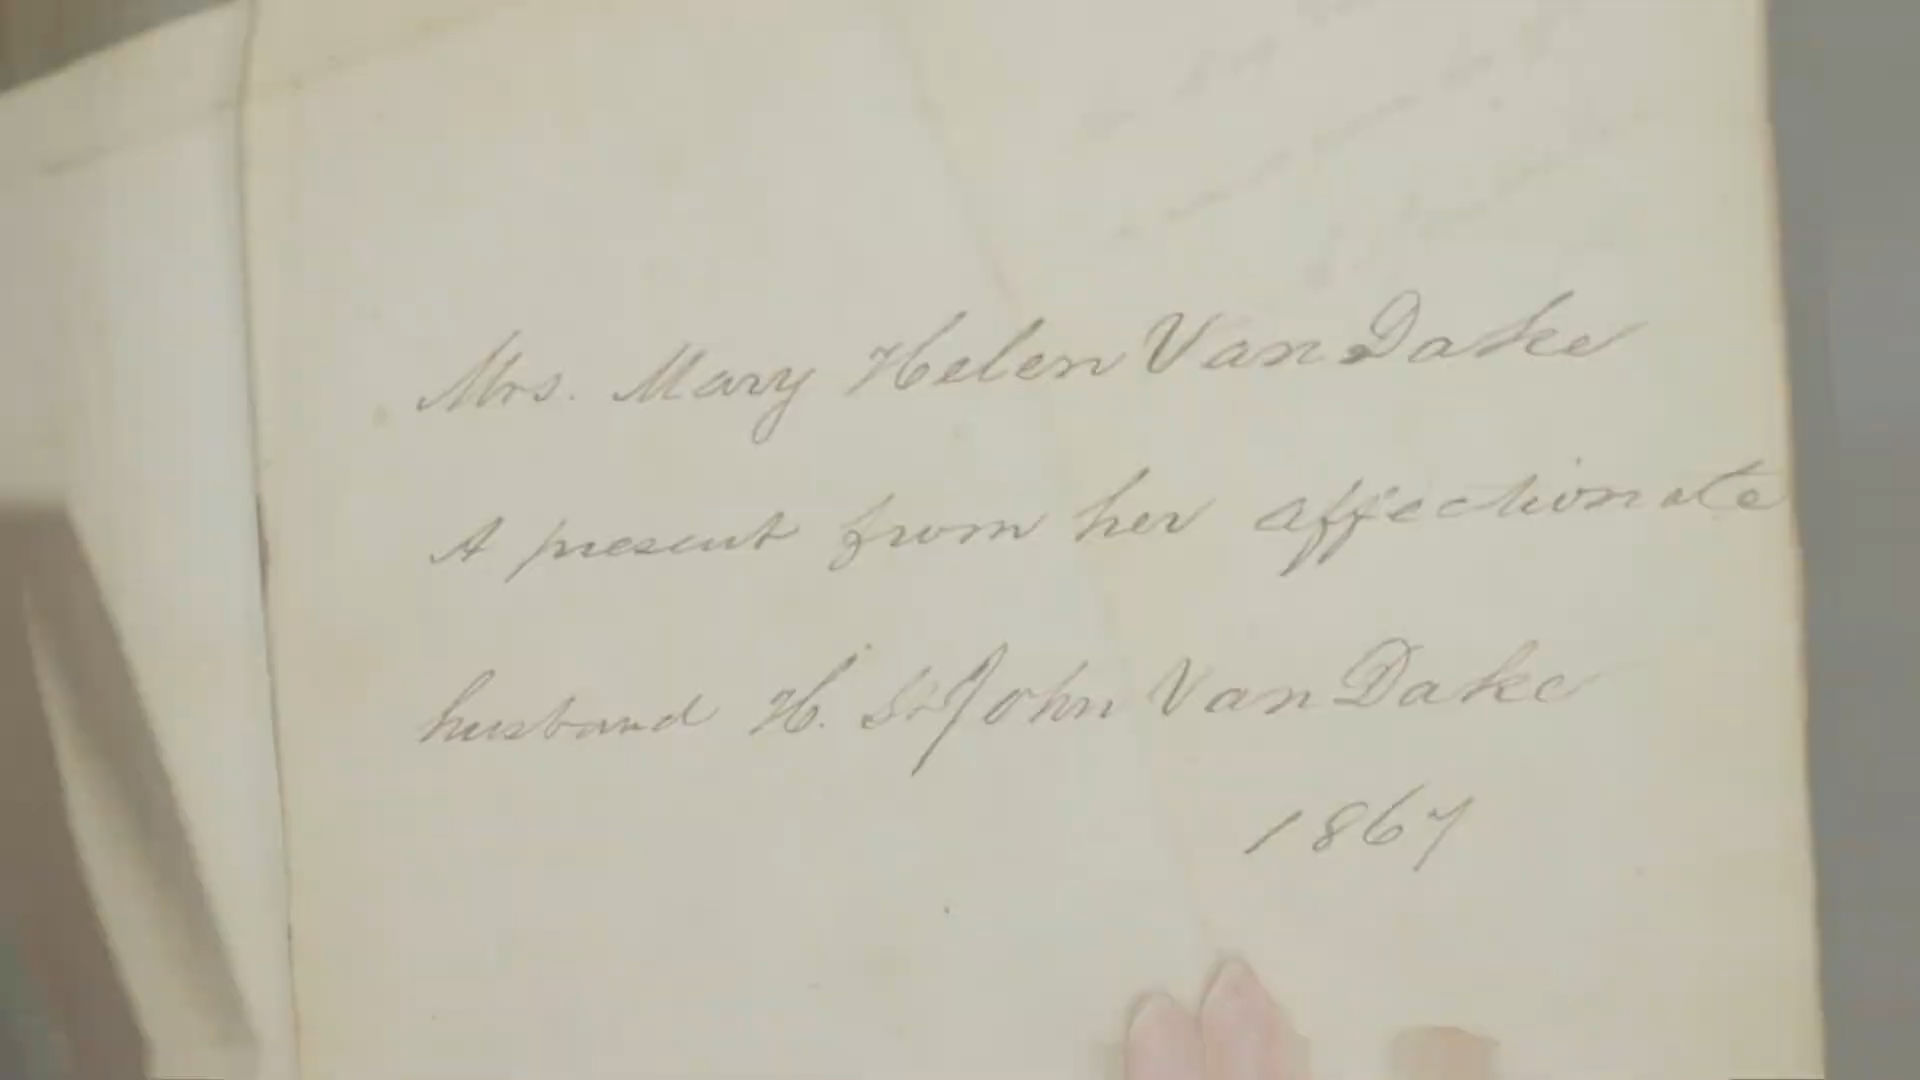 Mrs. Mary Helen Van Dake
A present from her affectionate
husband H. St John Van Dake
1867